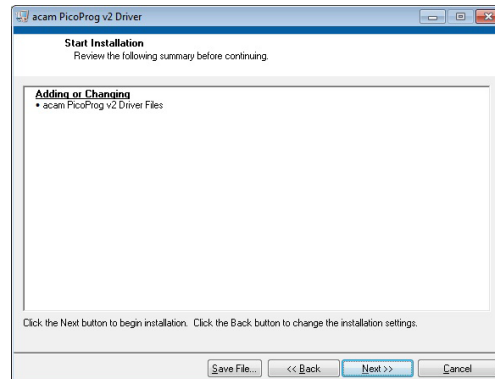 acam PicoProg v2 Driver
Start Installation
Review the following summary before continuing.
Adding or Changing
• acam PicoProg v2 Driver Files
Click the Next button to begin installation. Click the Back button to change the installation settings.
Save File... << Back Next >> Cancel